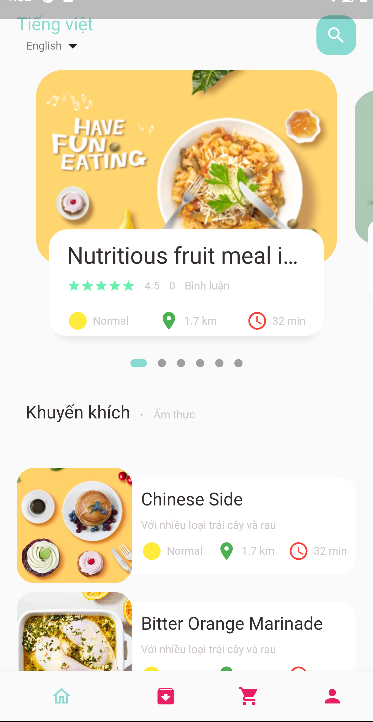 Tiếng việt
English
HAVE
FUN
EATING
Nutritious fruit meal i...
4.5 0 Bình luận
Normal 1.7 km 32 min
Khuyến khích · Ẩm thực
Chinese Side
Với nhiều loại trái cây và rau
Normal 1.7 km 32 min
Bitter Orange Marinade
Với nhiều loại trái cây và rau